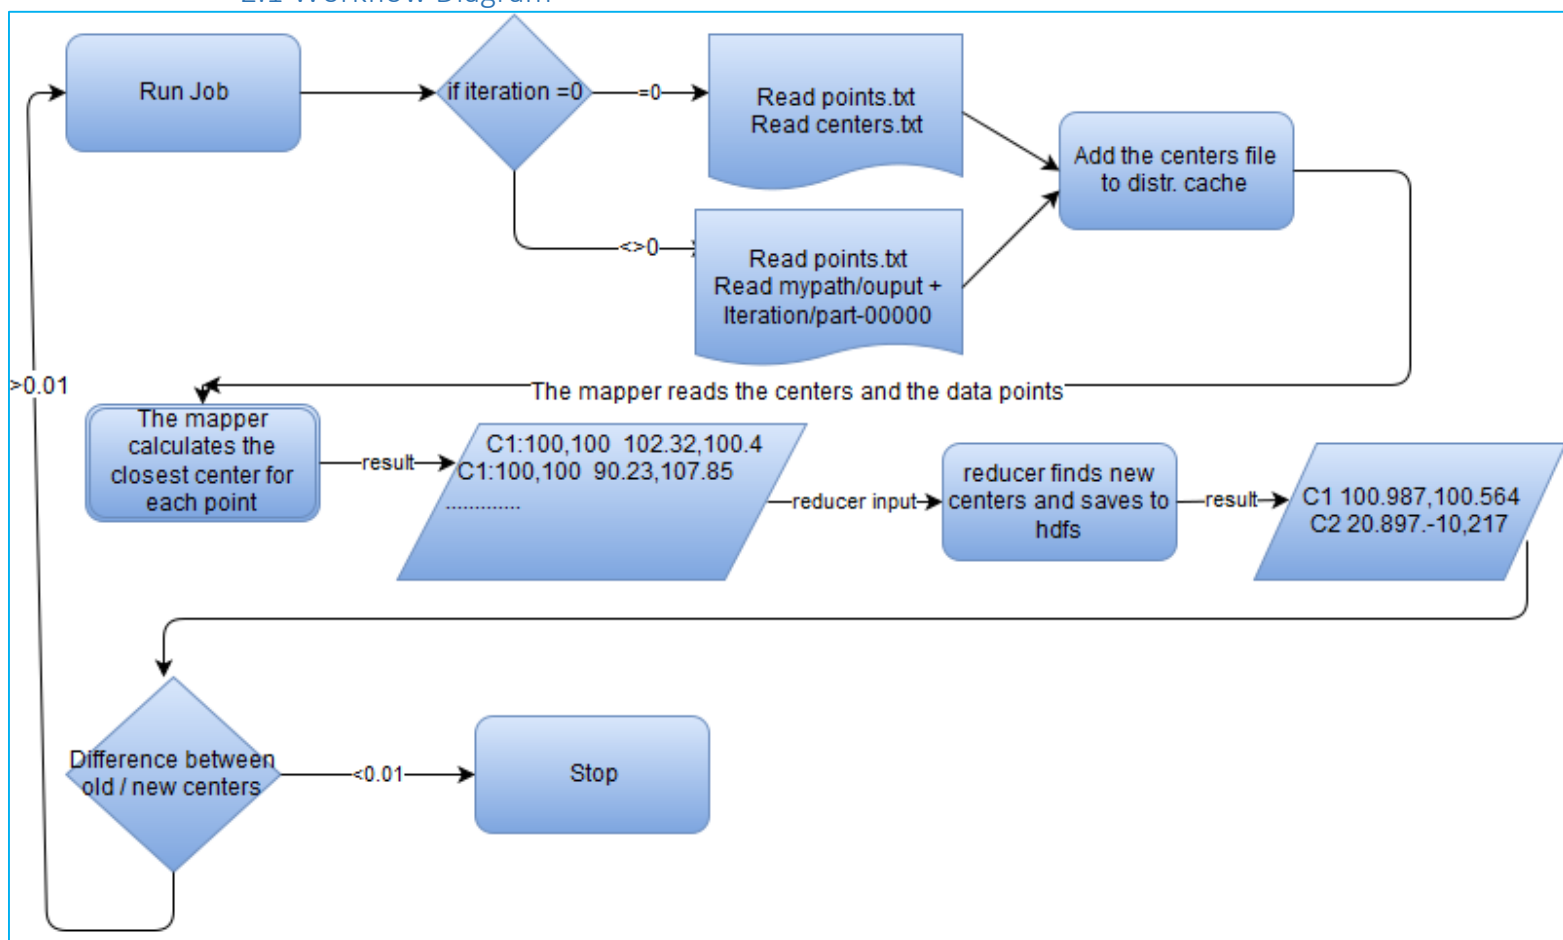 2.1 Workflow Diagram
Run Job
if iteration =0
=0
Read points.txt
Read centers.txt
Add the centers file
to distr. cache
<>0
Read points.txt
Read mypath/ouput +
Iteration/part-00000
>0.01
The mapper reads the centers and the data points
The mapper
calculates the
closest center for
each point
result
C1:100,100 102.32,100.4
C1:100,100 90.23,107.85
.............
reducer input
reducer finds new
centers and saves to
hdfs
result
C1 100.987,100.564
C2 20.897.-10,217
Difference between
old / new centers
<0.01
Stop